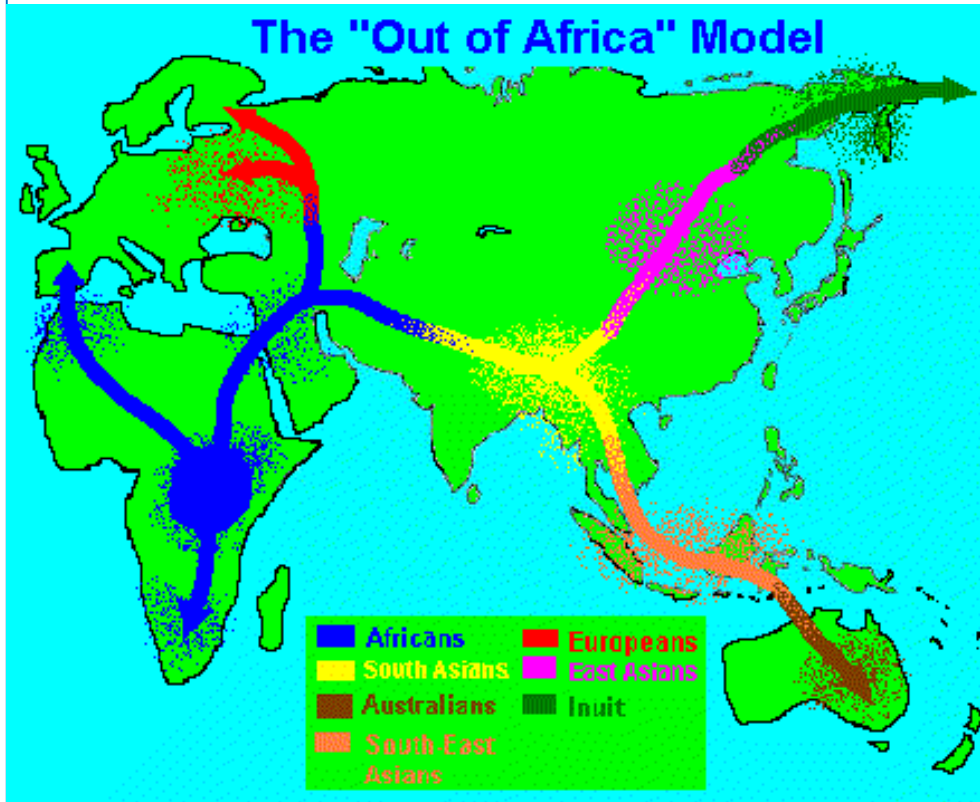 The "Out of Africa" Model
Africans
Europeans
South Asians
East Asians
Australians
Inuit
South-East
Asians